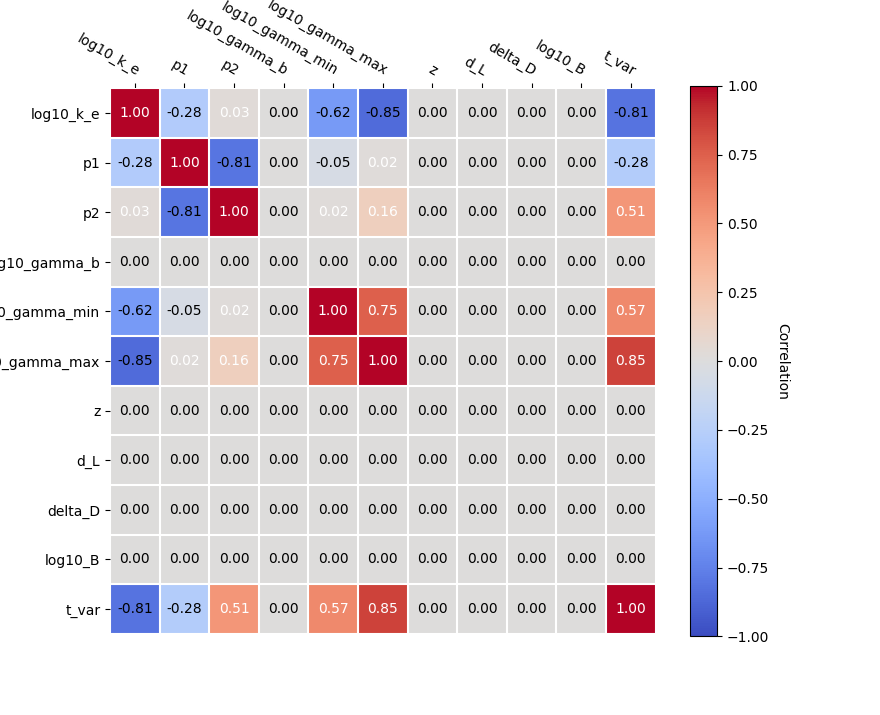 log10_k_e p1 p2 log10_gamma_b log10_gamma_min log10_gamma_max z d_L delta_D log10_B t_var
log10_k_e 1.00 -0.28 0.03 0.00 -0.62 -0.85 0.00 0.00 0.00 0.00 -0.81
p1 -0.28 1.00 -0.81 0.00 -0.05 0.02 0.00 0.00 0.00 0.00 -0.28
p2 0.03 -0.81 1.00 0.00 0.02 0.16 0.00 0.00 0.00 0.00 0.51
g10_gamma_b 0.00 0.00 0.00 0.00 0.00 0.00 0.00 0.00 0.00 0.00 0.00
0_gamma_min -0.62 -0.05 0.02 0.00 1.00 0.75 0.00 0.00 0.00 0.00 0.57
0_gamma_max -0.85 0.02 0.16 0.00 0.75 1.00 0.00 0.00 0.00 0.00 0.85
z 0.00 0.00 0.00 0.00 0.00 0.00 0.00 0.00 0.00 0.00 0.00
d_L 0.00 0.00 0.00 0.00 0.00 0.00 0.00 0.00 0.00 0.00 0.00
delta_D 0.00 0.00 0.00 0.00 0.00 0.00 0.00 0.00 0.00 0.00 0.00
log10_B 0.00 0.00 0.00 0.00 0.00 0.00 0.00 0.00 0.00 0.00 0.00
t_var -0.81 -0.28 0.51 0.00 0.57 0.85 0.00 0.00 0.00 0.00 1.00
1.00
0.75
0.50
0.25
0.00
−0.25
−0.50
−0.75
−1.00
Correlation